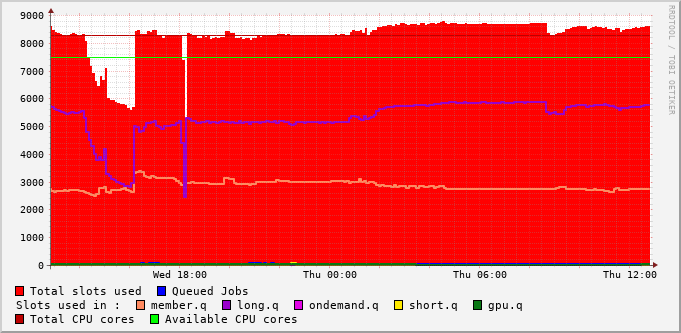 RRDTOOL / TOBI OETIKER
9000
8000
7000
6000
5000
4000
3000
2000
1000
0
Wed 18:00 Thu 00:00 Thu 06:00 Thu 12:00
Total slots used Queued Jobs
Slots used in : member.q long.q ondemand.q short.q gpu.q
Total CPU cores Available CPU cores